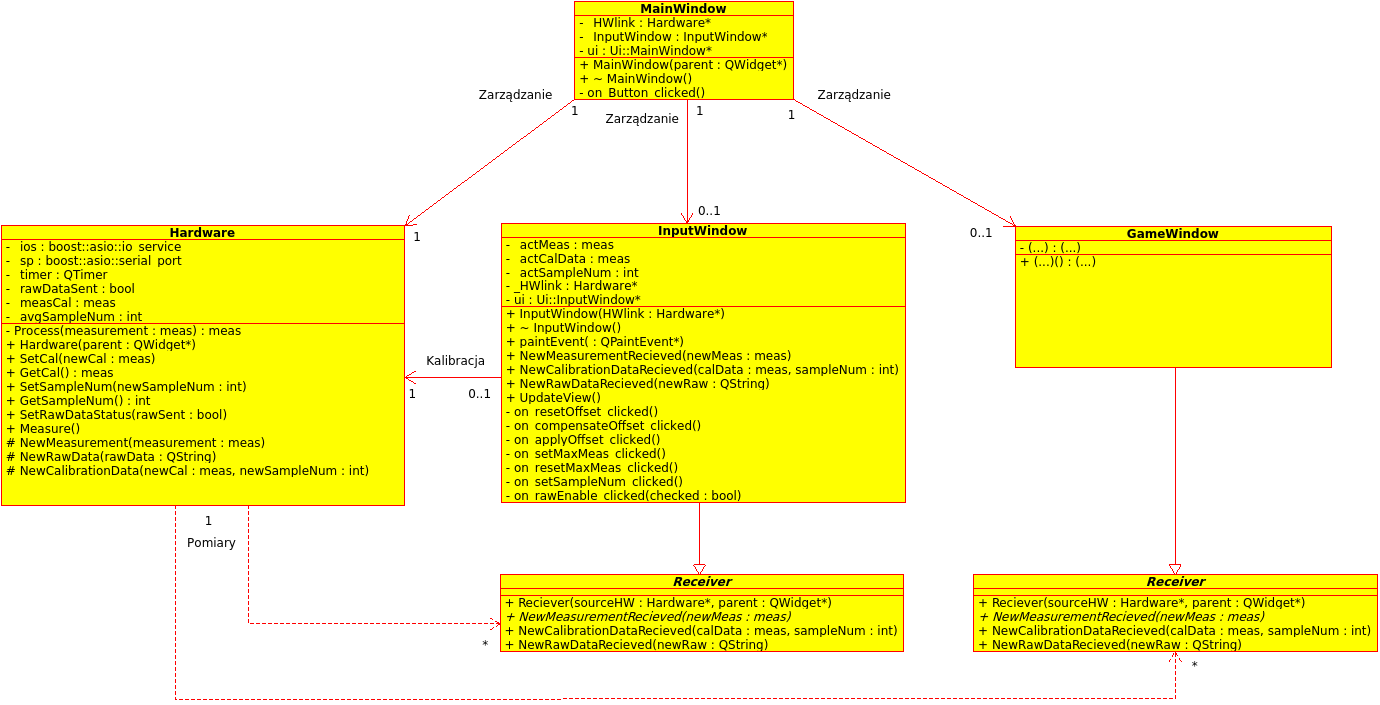 MainWindow
- HWlink : Hardware*
- InputWindow : InputWindow*
- ui : Ui::MainWindow*
+ MainWindow(parent : QWidget*)
+ ~ MainWindow()
- on_Button_clicked()
Zarządzanie
1
Zarządzanie
1
Zarządzanie
1
1
0..1
0..1
Hardware
- ios : boost::asio::io_service
- sp : boost::asio::serial_port
- timer : QTimer
- rawDataSent : bool
- measCal : meas
- avgSampleNum : int
- Process(measurement : meas) : meas
+ Hardware(parent : QWidget*)
+ SetCal(newCal : meas)
+ GetCal() : meas
+ SetSampleNum(newSampleNum : int)
+ GetSampleNum() : int
+ SetRawDataStatus(rawSent : bool)
+ Measure()
# NewMeasurement(measurement : meas)
# NewRawData(rawData : QString)
# NewCalibrationData(newCal : meas, newSampleNum : int)
Kalibracja
1
0..1
InputWindow
- actMeas : meas
- actCalData : meas
- actSampleNum : int
- _HWlink : Hardware*
- ui : Ui::InputWindow*
+ InputWindow(HWlink : Hardware*)
+ ~ InputWindow()
+ paintEvent( : QPaintEvent*)
+ NewMeasurementRecieved(newMeas : meas)
+ NewCalibrationDataRecieved(calData : meas, sampleNum : int)
+ NewRawDataRecieved(newRaw : QString)
+ UpdateView()
- on_resetOffset_clicked()
- on_compensateOffset_clicked()
- on_applyOffset_clicked()
- on_setMaxMeas_clicked()
- on_resetMaxMeas_clicked()
- on_setSampleNum_clicked()
- on_rawEnable_clicked(checked : bool)
GameWindow
- (...) : (...)
+ (...)() : (...)
1
Pomiary
*
Receiver
+ Reciever(sourceHW : Hardware*, parent : QWidget*)
+ NewMeasurementRecieved(newMeas : meas)
+ NewCalibrationDataRecieved(calData : meas, sampleNum : int)
+ NewRawDataRecieved(newRaw : QString)
Receiver
+ Reciever(sourceHW : Hardware*, parent : QWidget*)
+ NewMeasurementRecieved(newMeas : meas)
+ NewCalibrationDataRecieved(calData : meas, sampleNum : int)
+ NewRawDataRecieved(newRaw : QString)
*